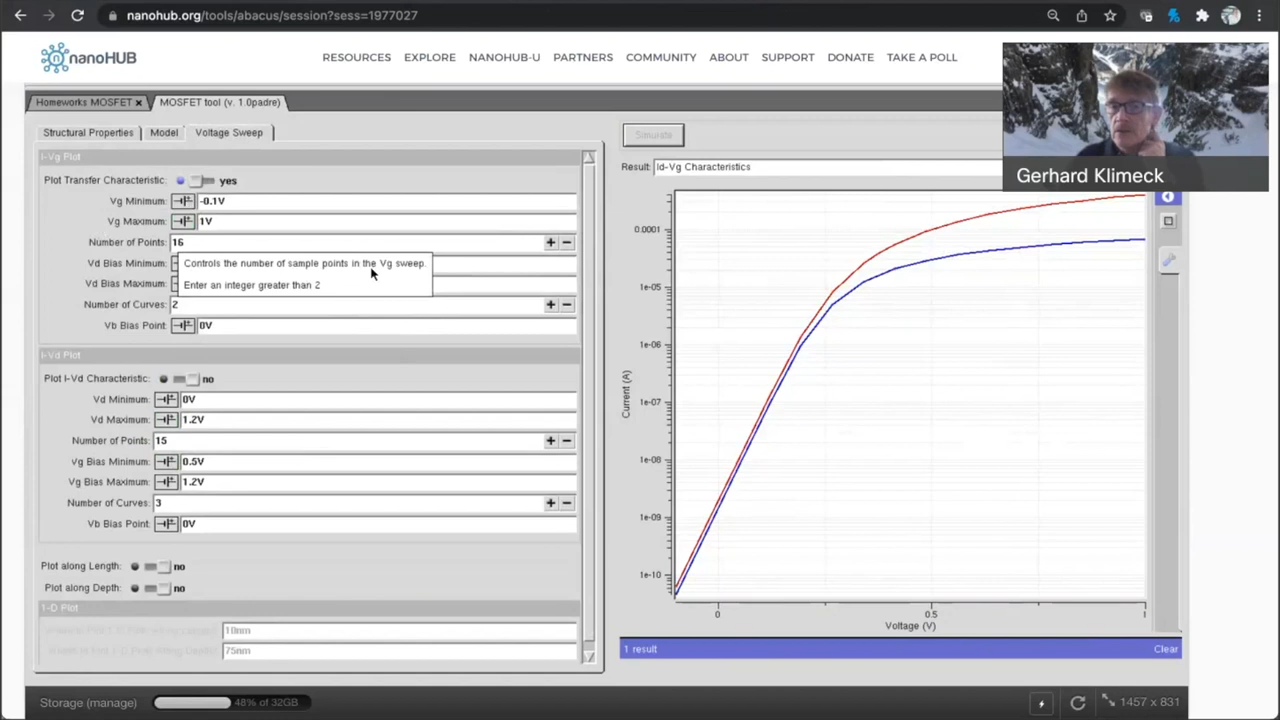 nanohub.org/tools/abacus/session?sess=1977027
nanoHUB
RESOURCES EXPLORE NANOHUB-U PARTNERS COMMUNITY ABOUT SUPPORT DONATE TAKE A POLL
Gerhard Klimeck
Homeworks MOSFET × MOSFET tool (v. 1.0padre)
Structural Properties Model Voltage Sweep
Simulate
I-Vg Plot
Result: Id-Vg Characteristics
Plot Transfer Characteristic: yes
Vg Minimum: -0.1V
Vg Maximum: 1V
Number of Points: 16
Vd Bias Minimum:
Controls the number of sample points in the Vg sweep.
Vd Bias Maximum:
Enter an integer greater than 2
Number of Curves: 2
Vb Bias Point: 0V
I-Vd Plot
Plot I-Vd Characteristic: no
Vd Minimum: 0V
Vd Maximum: 1.2V
Number of Points: 15
Vg Bias Minimum: 0.5V
Vg Bias Maximum: 1.2V
Number of Curves: 3
Vb Bias Point: 0V
Plot along Length: no
Plot along Depth: no
1-D Plot
10nm
75nm
0.0001
1e-05
1e-06
1e-07
1e-08
1e-09
1e-10
Current (A)
0 0.5 1
Voltage (V)
1 result Clear
Storage (manage) 48% of 32GB 1457 x 831